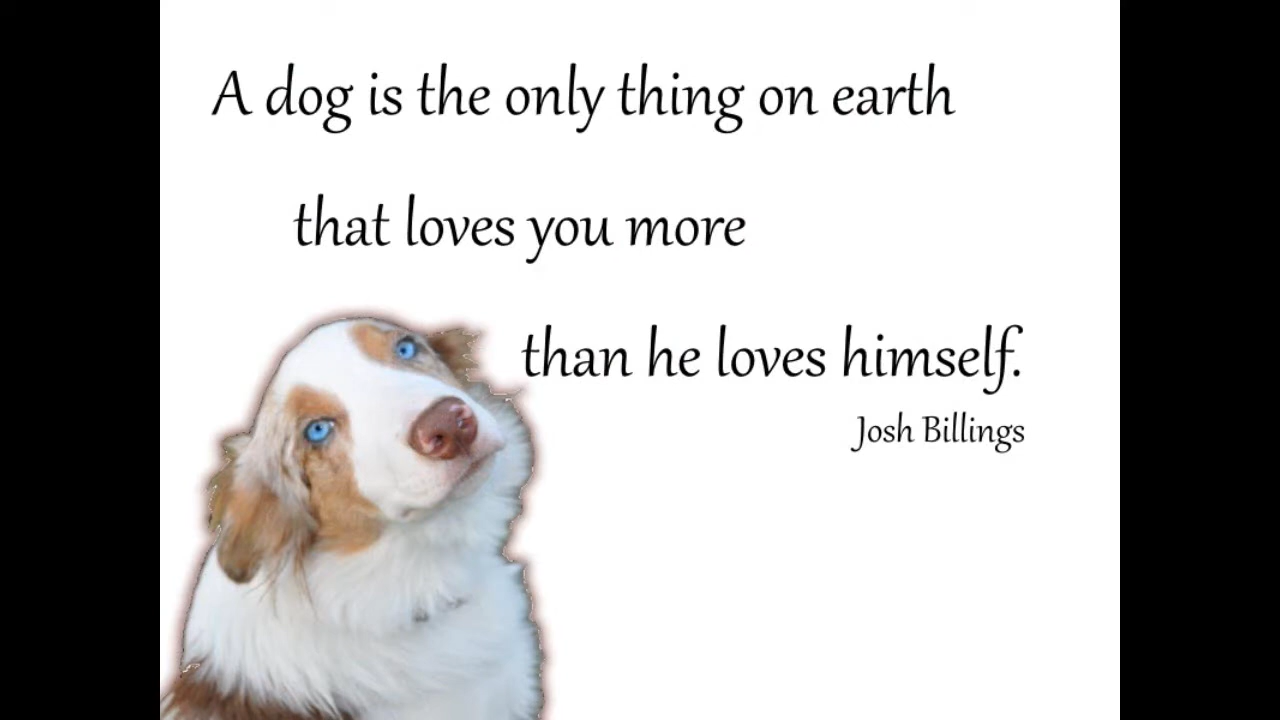 A dog is the only thing on earth
that loves you more
than he loves himself.
Josh Billings